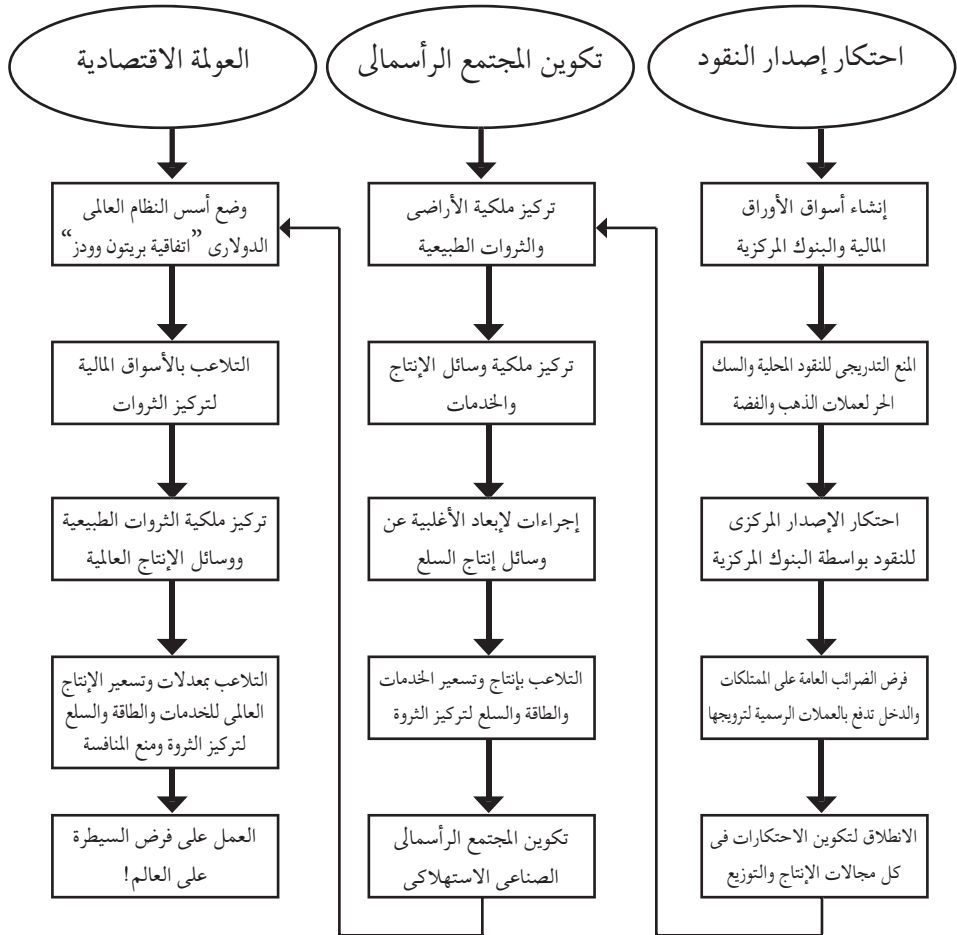 احتكار إصدار النقود
إنشاء أسواق الأوراق
المالية والبنوك المركزية
المنع التدريجى للنقود المحلية والسك
الحر لعملات الذهب والفضة
احتكار الإصدار المركزى
للنقود بواسطة البنوك المركزية
فرض الضرائب العامة على الممتلكات
والدخل تدفع بالعملات الرسمية لترويجها
الانطلاق لتكوين الاحتكارات فى
كل مجالات الإنتاج والتوزيع
تكوين المجتمع الرأسمالى
تركيز ملكية الأراضى
والثروات الطبيعية
تركيز ملكية وسائل الإنتاج
والخدمات
إجراءات لإبعاد الأغلبية عن
وسائل إنتاج السلع
التلاعب بإنتاج وتسعير الخدمات
والطاقة والسلع لتركيز الثروة
تكوين المجتمع الرأسمالى
الصناعى الاستهلاكى
العولمة الاقتصادية
وضع أسس النظام العالمى
الدولارى ”اتفاقية بريتون وودز“
التلاعب بالأسواق المالية
لتركيز الثروات
تركيز ملكية الثروات الطبيعية
ووسائل الإنتاج العالمية
التلاعب بمعدلات وتسعير الإنتاج
العالمى للخدمات والطاقة والسلع
لتركيز الثروة ومنع المنافسة
العمل على فرض السيطرة
على العالم!